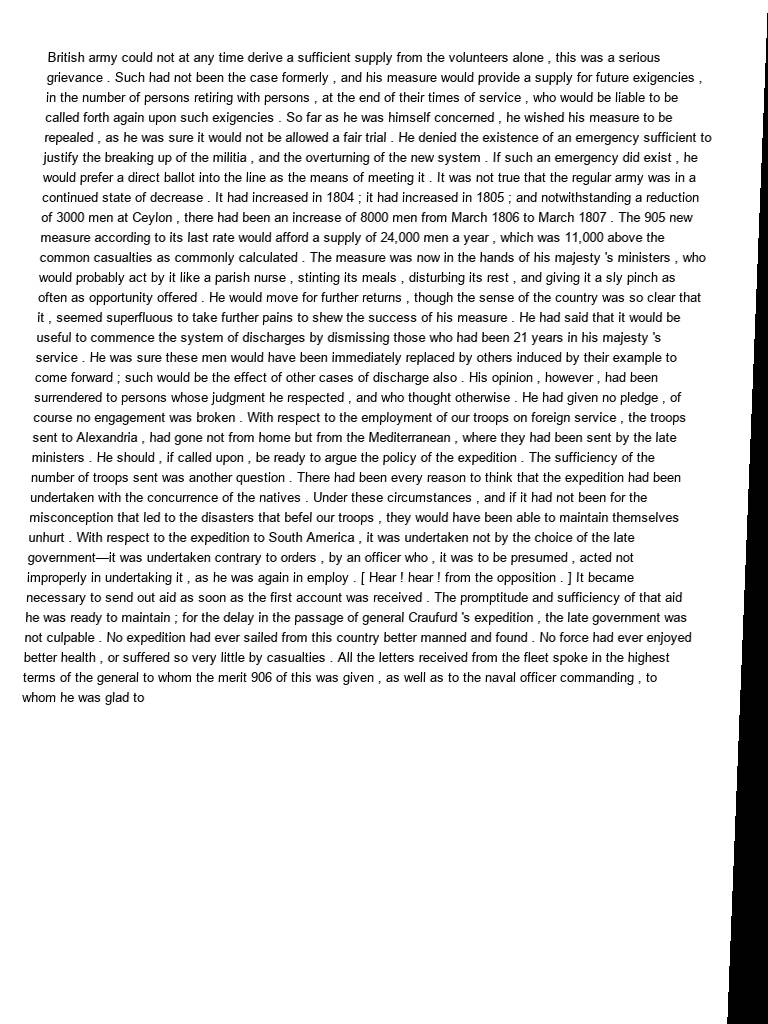 British army could not at any time derive a sufficient supply from the volunteers alone , this was a serious
grievance . Such had not been the case formerly , and his measure would provide a supply for future exigencies ,
in the number of persons retiring with persons , at the end of their times of service , who would be liable to be
called forth again upon such exigencies . So far as he was himself concerned , he wished his measure to be
repealed , as he was sure it would not be allowed a fair trial . He denied the existence of an emergency sufficient to
justify the breaking up of the militia , and the overturning of the new system . If such an emergency did exist , he
would prefer a direct ballot into the line as the means of meeting it . It was not true that the regular army was in a
continued state of decrease . It had increased in 1804 ; it had increased in 1805 ; and notwithstanding a reduction
of 3000 men at Ceylon , there had been an increase of 8000 men from March 1806 to March 1807 . The 905 new
measure according to its last rate would afford a supply of 24,000 men a year , which was 11,000 above the
common casualties as commonly calculated . The measure was now in the hands of his majesty 's ministers , who
would probably act by it like a parish nurse , stinting its meals , disturbing its rest , and giving it a sly pinch as
often as opportunity offered . He would move for further returns , though the sense of the country was so clear that
it , seemed superfluous to take further pains to shew the success of his measure . He had said that it would be
useful to commence the system of discharges by dismissing those who had been 21 years in his majesty 's
service . He was sure these men would have been immediately replaced by others induced by their example to
come forward ; such would be the effect of other cases of discharge also . His opinion , however , had been
surrendered to persons whose judgment he respected , and who thought otherwise . He had given no pledge , of
course no engagement was broken . With respect to the employment of our troops on foreign service , the troops
sent to Alexandria , had gone not from home but from the Mediterranean , where they had been sent by the late
ministers . He should , if called upon , be ready to argue the policy of the expedition . The sufficiency of the
number of troops sent was another question . There had been every reason to think that the expedition had been
undertaken with the concurrence of the natives . Under these circumstances , and if it had not been for the
misconception that led to the disasters that befel our troops , they would have been able to maintain themselves
unhurt . With respect to the expedition to South America , it was undertaken not by the choice of the late
government—it was undertaken contrary to orders , by an officer who , it was to be presumed , acted not
improperly in undertaking it , as he was again in employ . [ Hear ! hear ! from the opposition . ] It became
necessary to send out aid as soon as the first account was received . The promptitude and sufficiency of that aid
he was ready to maintain ; for the delay in the passage of general Craufurd 's expedition , the late government was
not culpable . No expedition had ever sailed from this country better manned and found . No force had ever enjoyed
better health , or suffered so very little by casualties . All the letters received from the fleet spoke in the highest
terms of the general to whom the merit 906 of this was given , as well as to the naval officer commanding , to
whom he was glad to